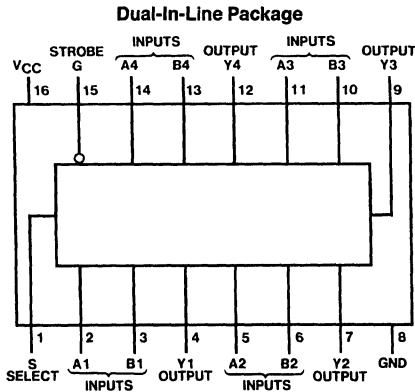 Dual-In-Line Package
INPUTS INPUTS
STROBE OUTPUT OUTPUT
VCC G A4 B4 Y4 A3 B3 Y3
16 15 14 13 12 11 10 9
1 2 3 4 5 6 7 8
S A1 B1 Y1 A2 B2 Y2 GND
SELECT OUTPUT OUTPUT
INPUTS INPUTS